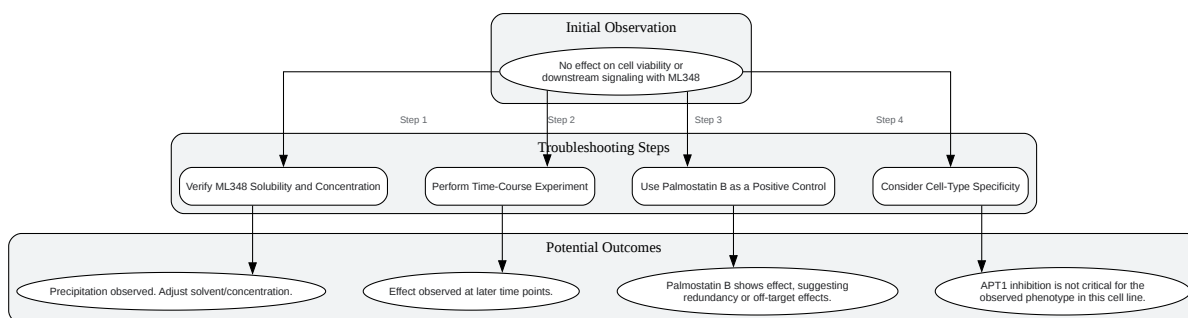 Initial Observation
No effect on cell viability or
downstream signaling with ML348
Step 1
Step 2
Step 3
Step 4
Troubleshooting Steps
Verify ML348 Solubility and Concentration
Perform Time-Course Experiment
Use Palmostatin B as a Positive Control
Consider Cell-Type Specificity
Potential Outcomes
Precipitation observed. Adjust solvent/concentration.
Effect observed at later time points.
Palmostatin B shows effect, suggesting
redundancy or off-target effects.
APT1 inhibition is not critical for the
observed phenotype in this cell line.